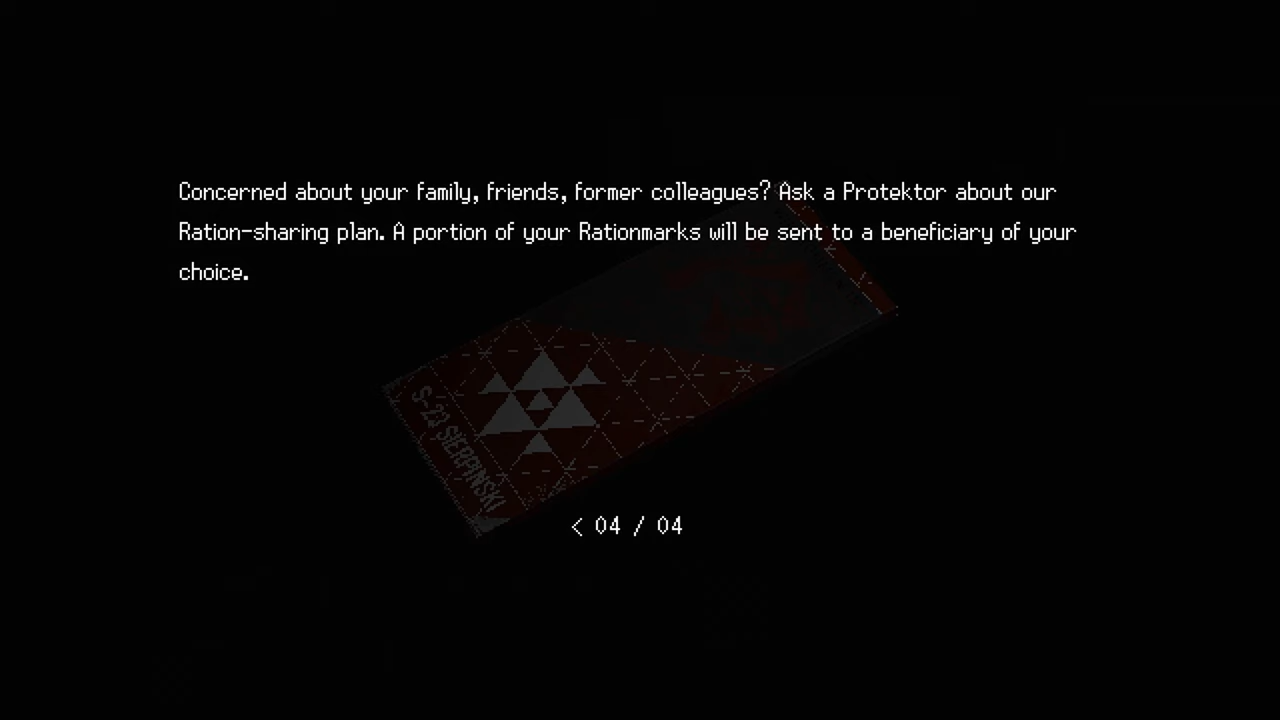 Concerned about your family, friends, former colleagues? Ask a Protektor about our
Ration-sharing plan. A portion of your Rationmarks will be sent to a beneficiary of your
choice.
S-23 SIERPINSKI
< 04 / 04